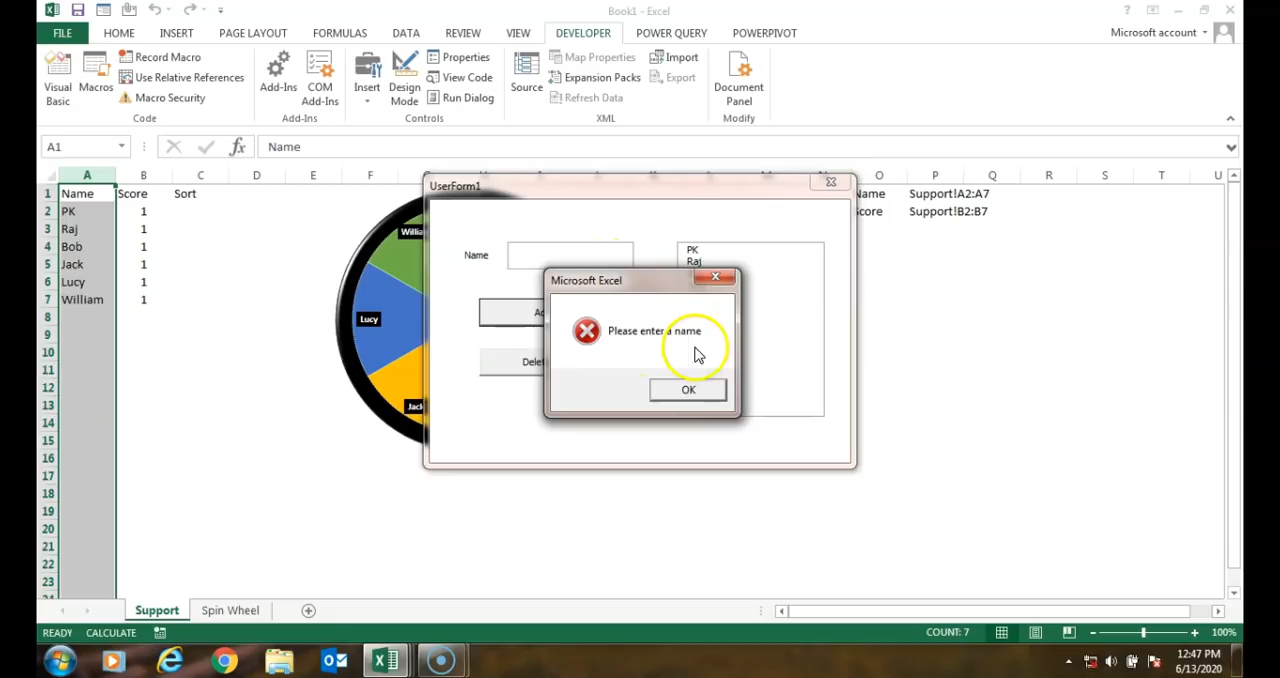 Book1 - Excel
FILE HOME INSERT PAGE LAYOUT FORMULAS DATA REVIEW VIEW DEVELOPER POWER QUERY POWERPIVOT Microsoft account
Visual Basic
Macros
Record Macro
Use Relative References
Macro Security
Code
Add-Ins
COM Add-Ins
Add-Ins
Insert
Design Mode
Properties
View Code
Run Dialog
Controls
Source
Map Properties
Expansion Packs
Refresh Data
Import
Export
XML
Document Panel
Modify
A1 fx Name
A B C D E F O P Q R S T U
1 Name Score Sort Name Support!A2:A7
2 PK 1 core Support!B2:B7
3 Raj 1
4 Bob 1
5 Jack 1
6 Lucy 1
7 William 1
8
9
10
11
12
13
14
15
16
17
18
19
20
21
22
23
Willia
Lucy
Jack
UserForm1
Name
PK
Raj
Ad
Delet
Microsoft Excel
Please enter a name
OK
Support Spin Wheel
READY CALCULATE COUNT: 7 100%
12:47 PM
6/13/2020